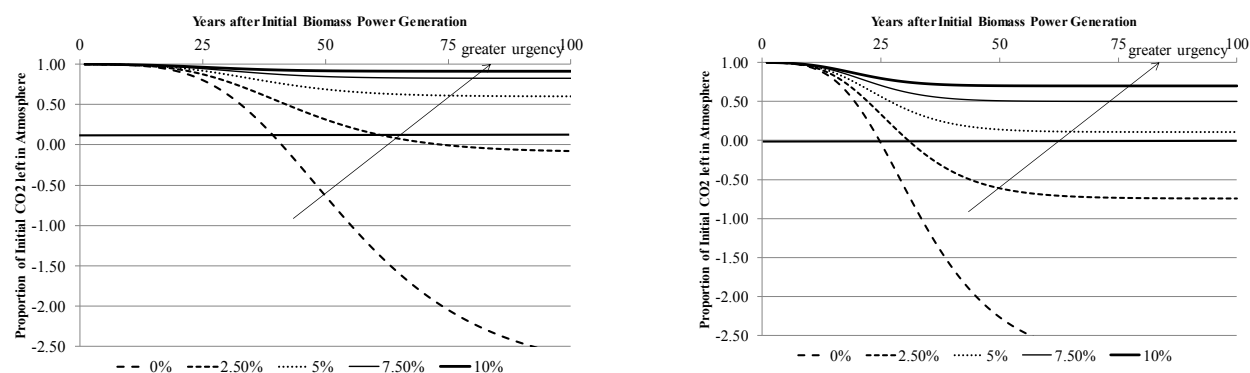 Years after Initial Biomass Power Generation
0 25 50 75 100
greater urgency
Proportion of Initial CO2 left in Atmosphere
1.00
0.50
0.00
-0.50
-1.00
-1.50
-2.00
-2.50
0% 2.50% 5% 7.50% 10%
Years after Initial Biomass Power Generation
0 25 50 75 100
greater urgency
Proportion of Initial CO2 left in Atmosphere
1.00
0.50
0.00
-0.50
-1.00
-1.50
-2.00
-2.50
0% 2.50% 5% 7.50% 10%